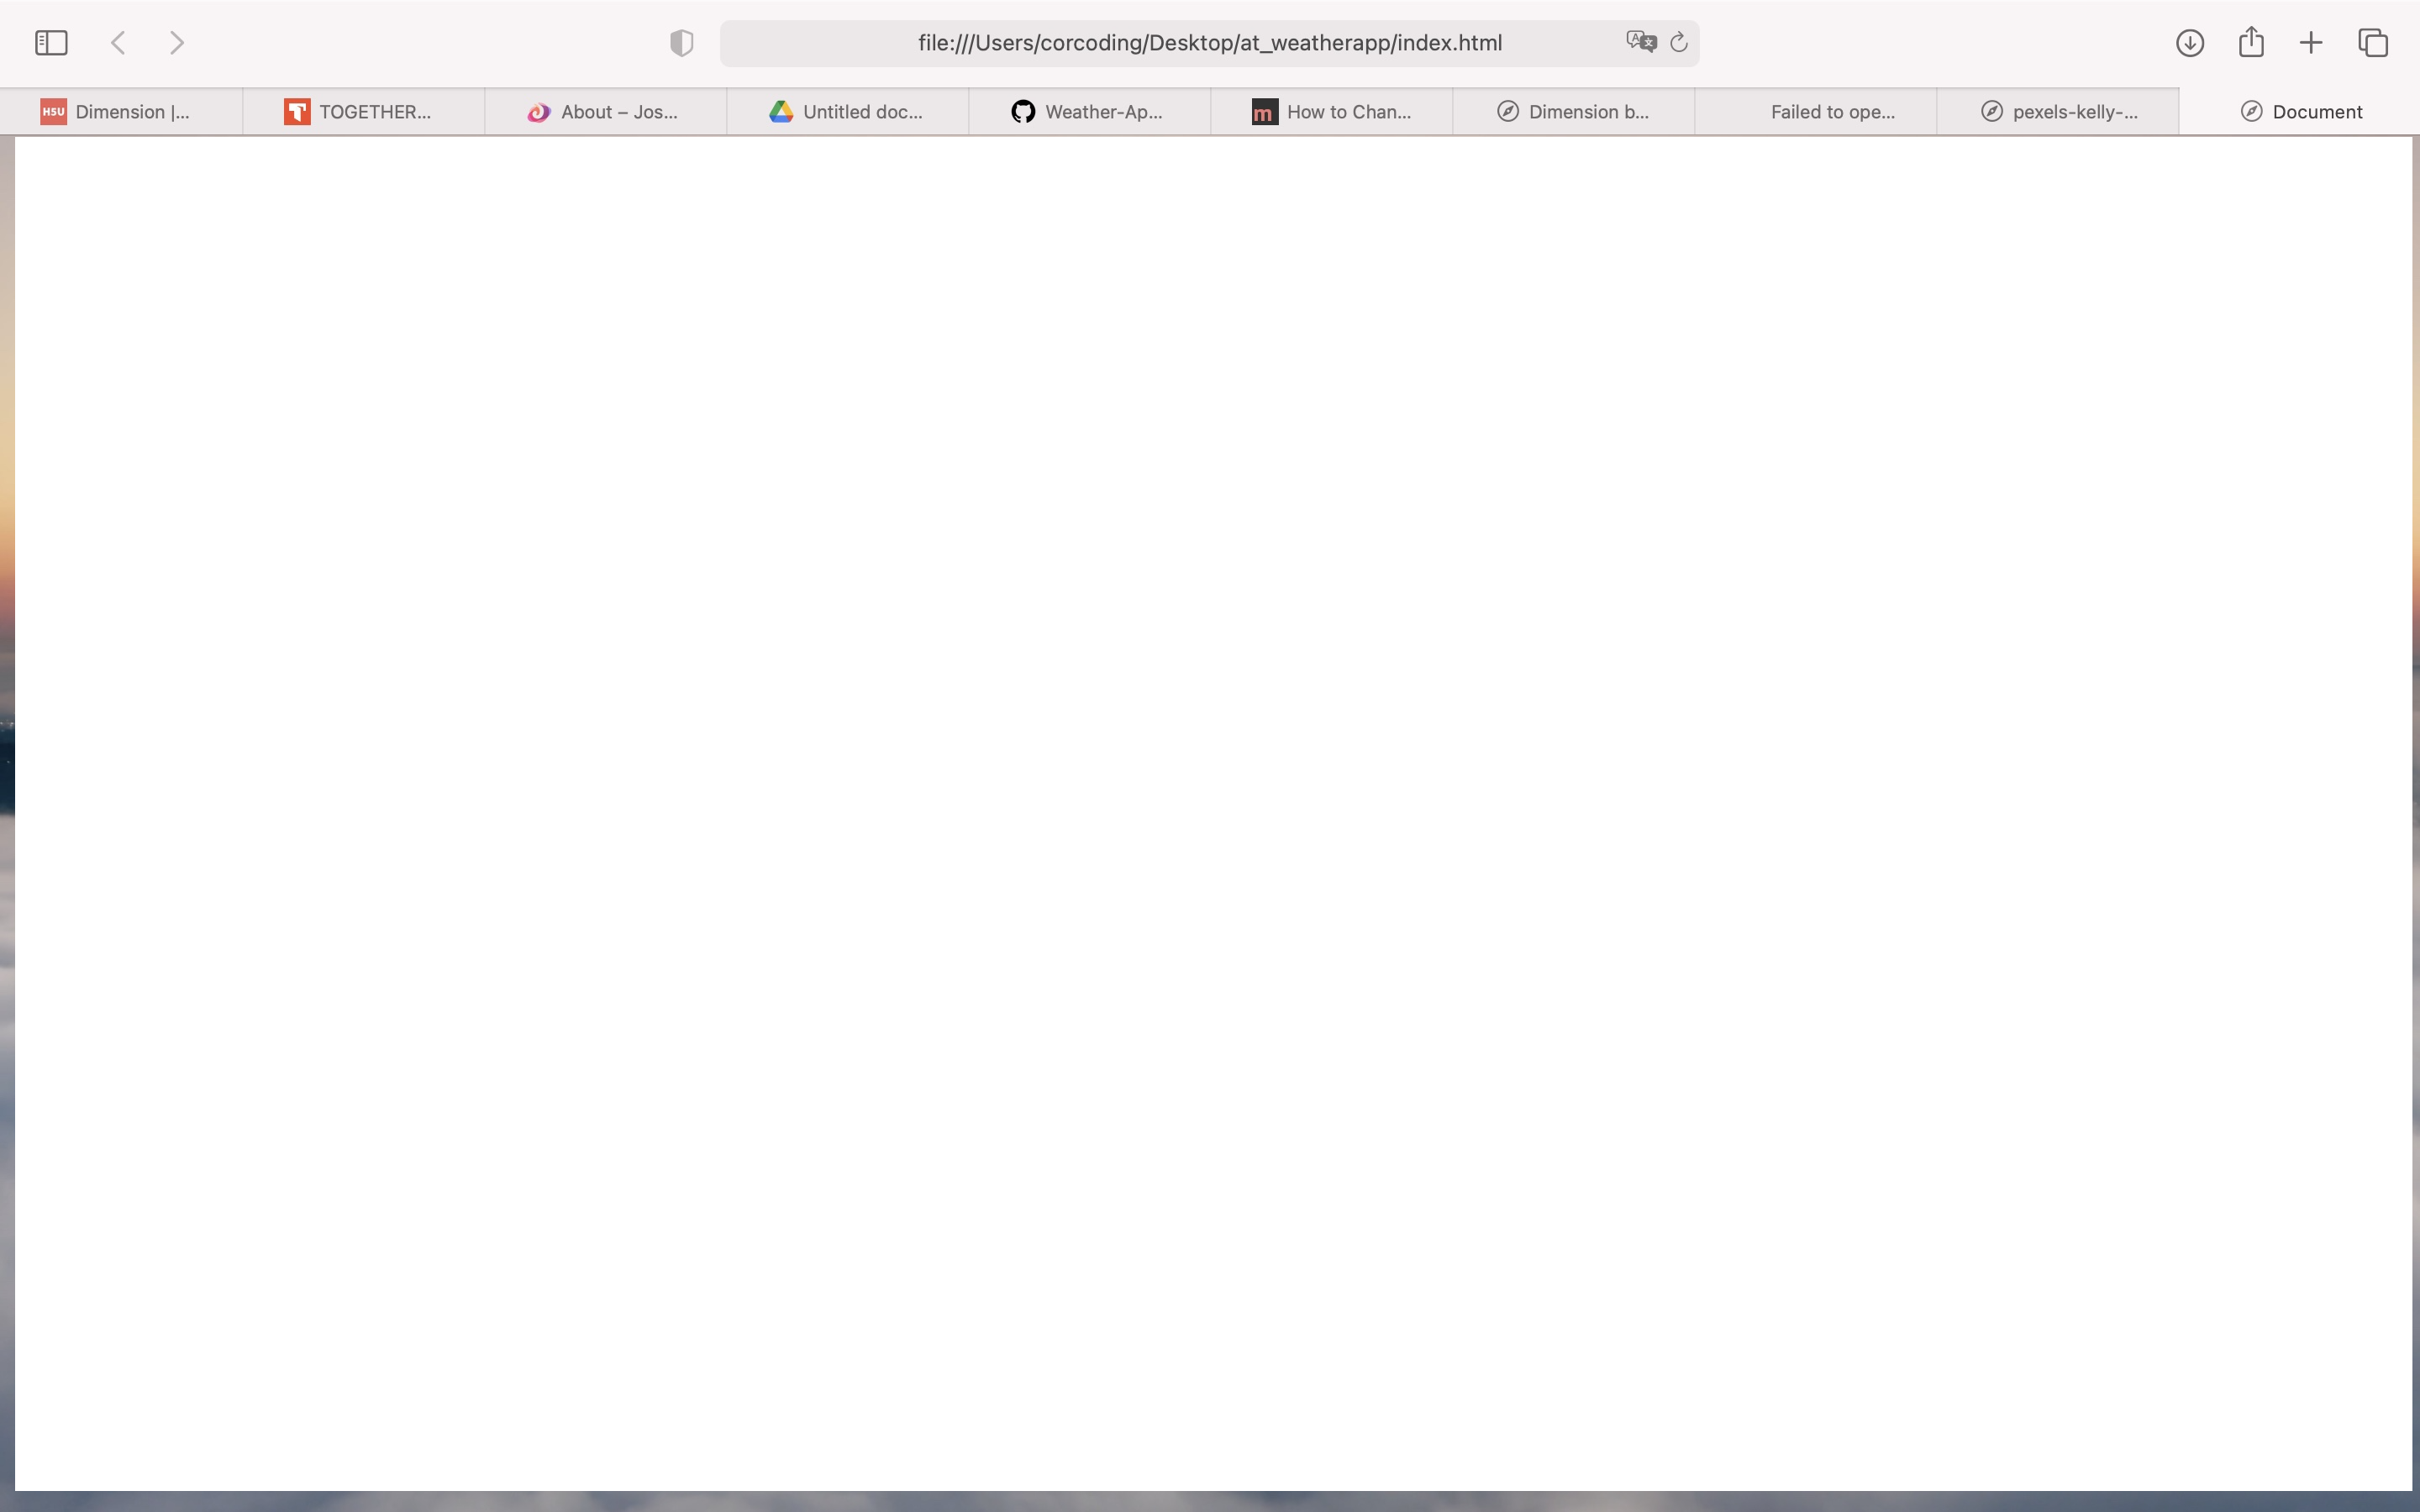 file:///Users/corcoding/Desktop/at_weatherapp/index.html
HSU Dimension |...
TOGETHER...
About – Jos...
Untitled doc...
Weather-Ap...
m How to Chan...
Dimension b...
Failed to ope...
pexels-kelly-...
Document